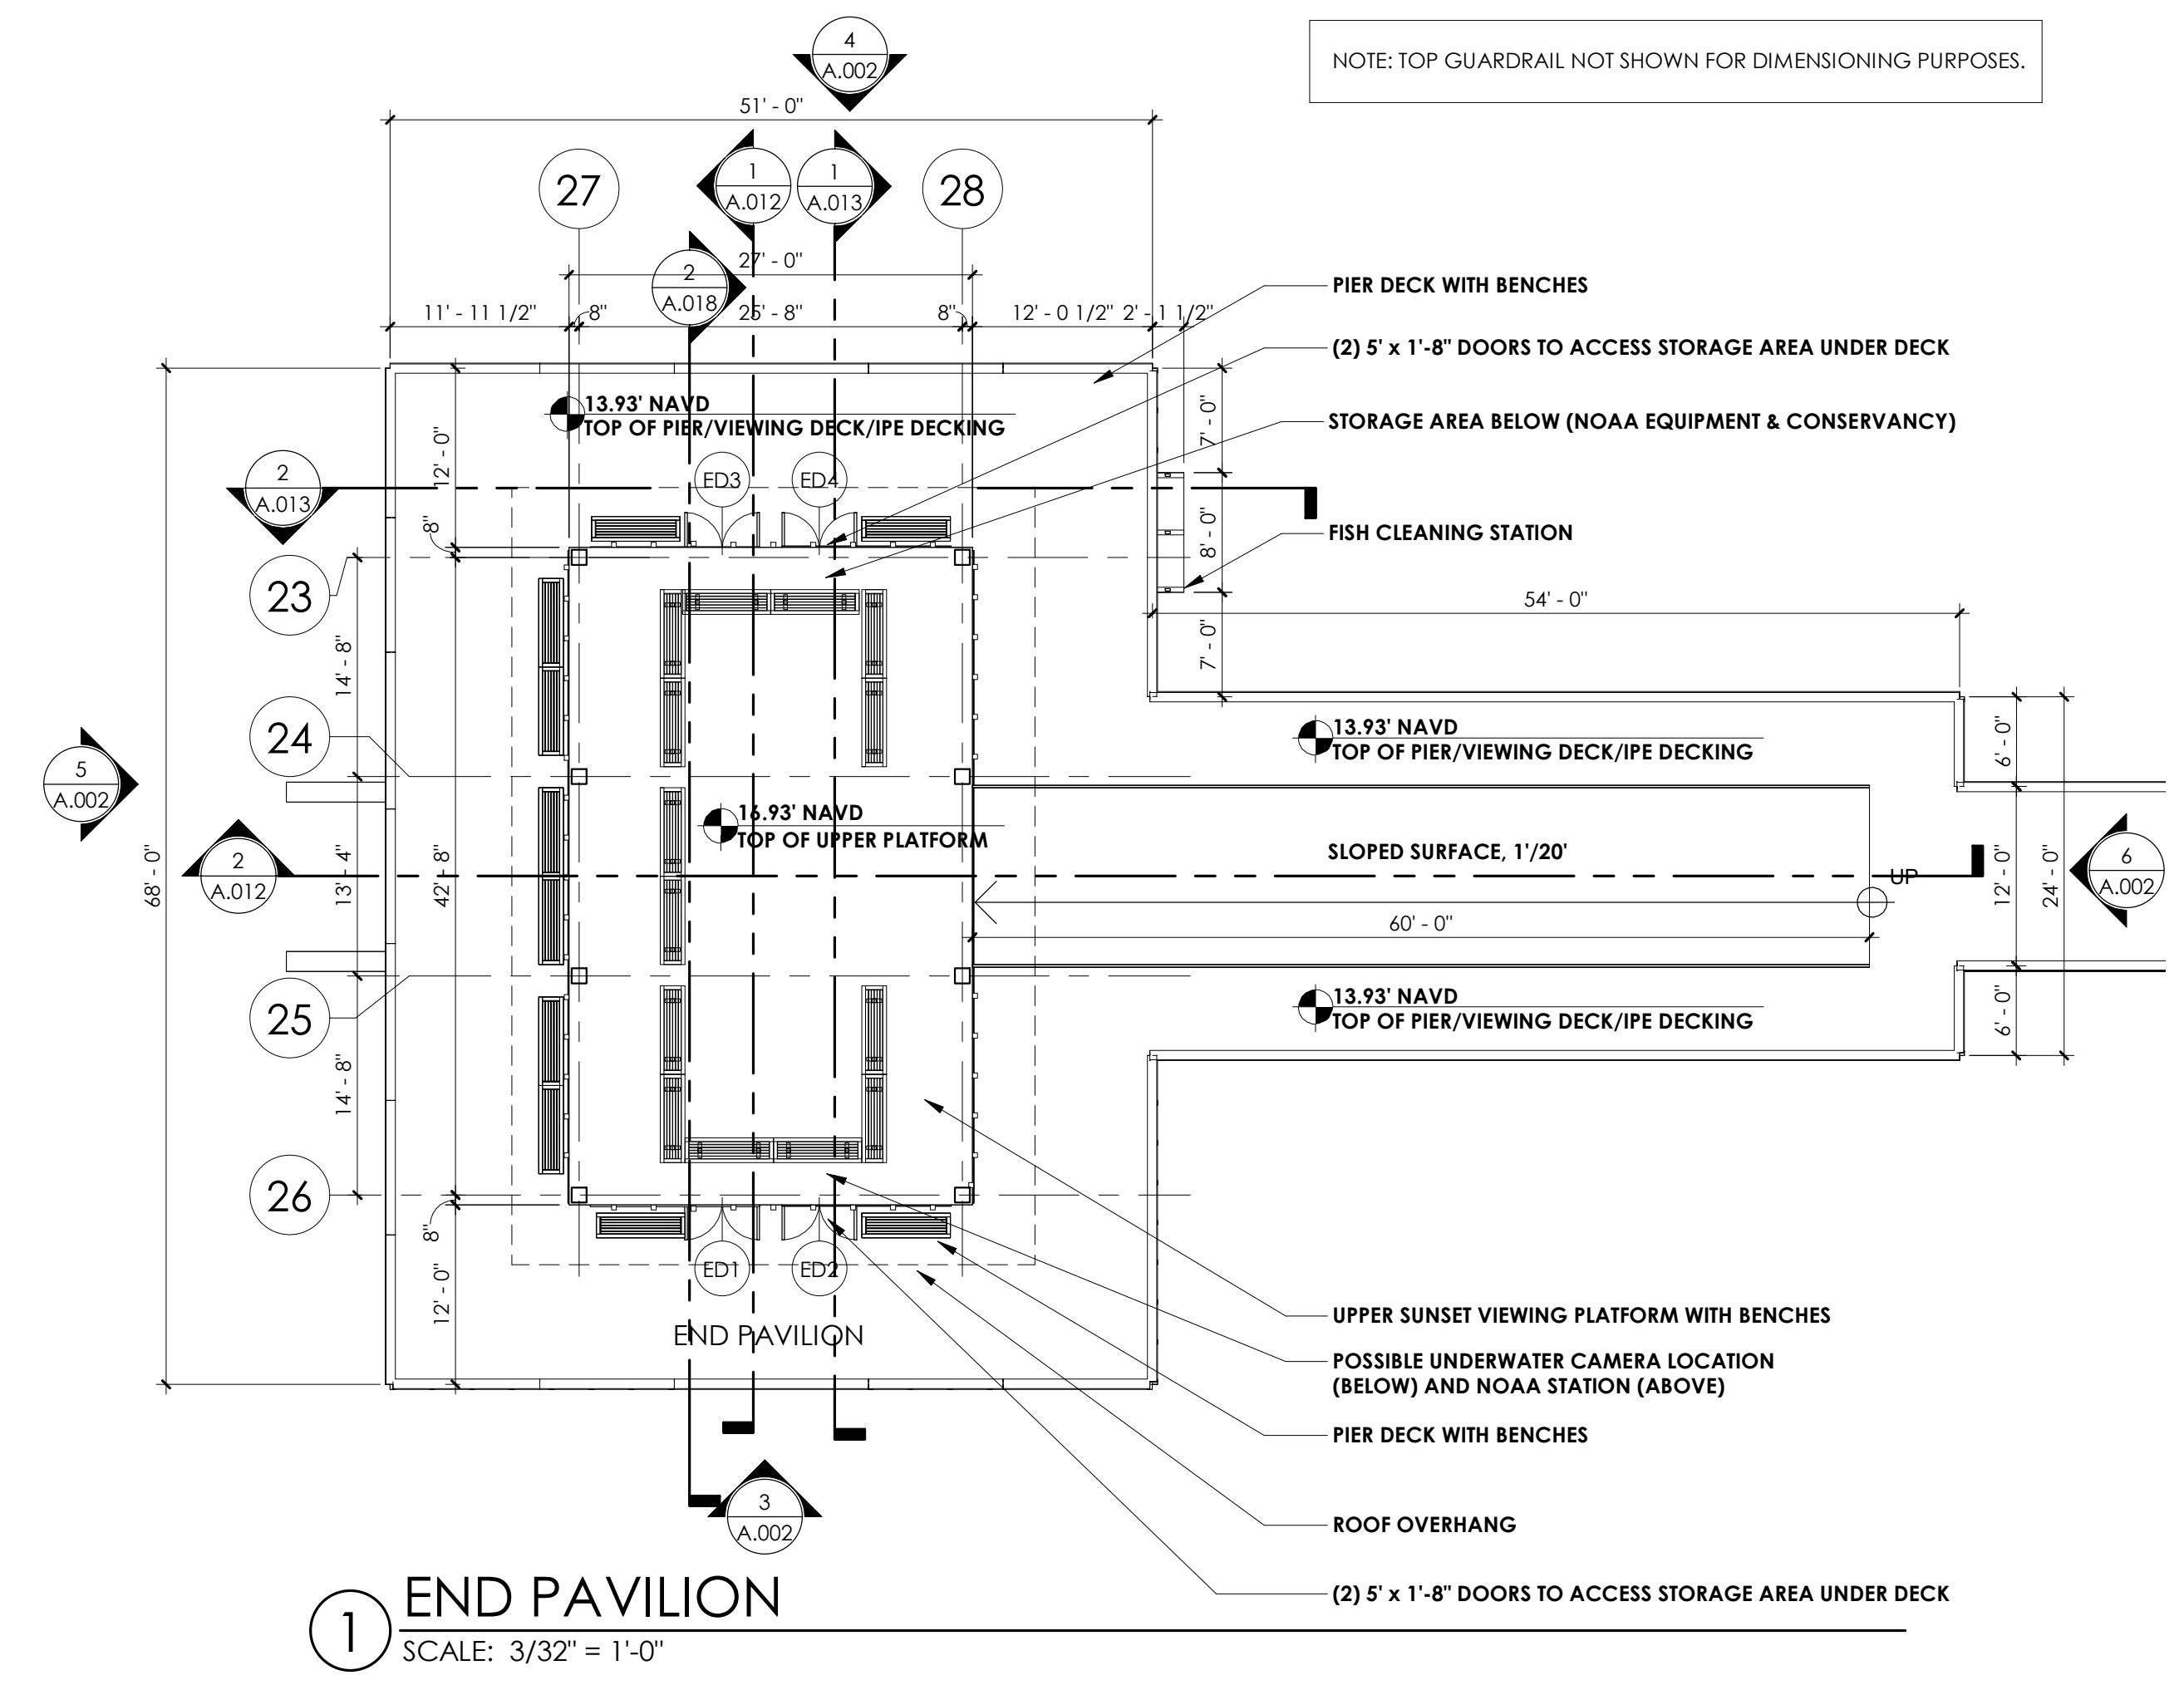 4
A.002
NOTE: TOP GUARDRAIL NOT SHOWN FOR DIMENSIONING PURPOSES.
51' - 0"
27
1
A.012
1
A.013
28
27' - 0"
2
A.018
11' - 11 1/2"
8"
25' - 8"
8"
12' - 0 1/2"
2' - 1 1/2"
PIER DECK WITH BENCHES
(2) 5' x 1'-8" DOORS TO ACCESS STORAGE AREA UNDER DECK
STORAGE AREA BELOW (NOAA EQUIPMENT & CONSERVANCY)
FISH CLEANING STATION
13.93' NAVD
TOP OF PIER/VIEWING DECK/IPE DECKING
12' - 0"
7' - 0"
ED3
ED4
2
A.013
8"
8' - 0"
23
54' - 0"
7' - 0"
14' - 8"
24
13.93' NAVD
TOP OF PIER/VIEWING DECK/IPE DECKING
6' - 0"
5
A.002
16.93' NAVD
TOP OF UPPER PLATFORM
SLOPED SURFACE, 1'/20'
UP
68' - 0"
2
A.012
13' - 4"
42' - 8"
12' - 0"
24' - 0"
6
A.002
60' - 0"
25
13.93' NAVD
TOP OF PIER/VIEWING DECK/IPE DECKING
6' - 0"
14' - 8"
26
8"
ED1
ED2
12' - 0"
END PAVILION
UPPER SUNSET VIEWING PLATFORM WITH BENCHES
POSSIBLE UNDERWATER CAMERA LOCATION
(BELOW) AND NOAA STATION (ABOVE)
PIER DECK WITH BENCHES
3
A.002
ROOF OVERHANG
(2) 5' x 1'-8" DOORS TO ACCESS STORAGE AREA UNDER DECK
1
END PAVILION
SCALE: 3/32" = 1'-0"